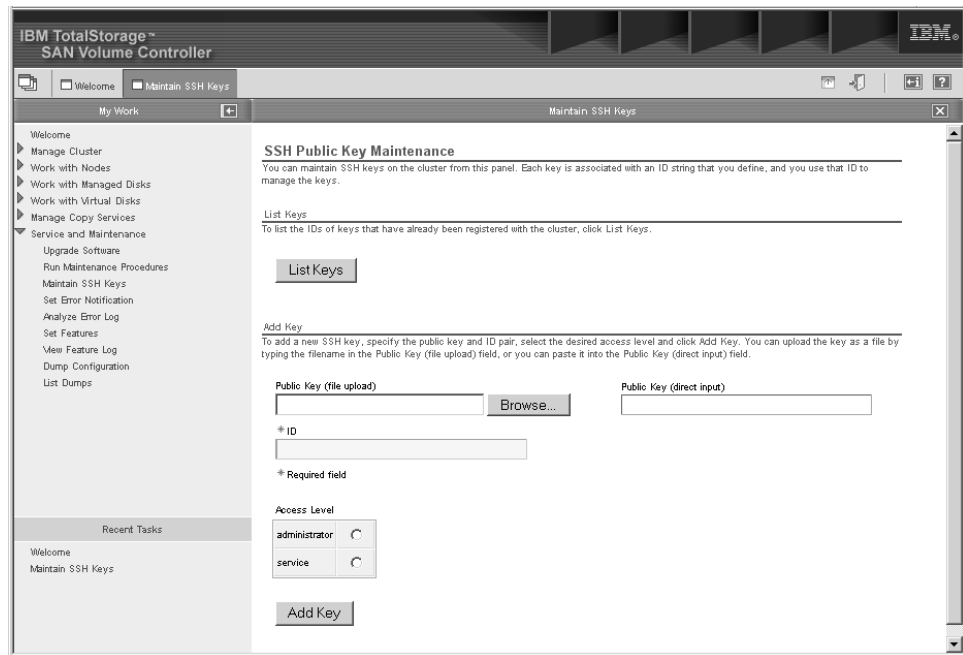 IBM TotalStorage™
SAN Volume Controller
IBM®
Welcome
Maintain SSH Keys
?
My Work
Maintain SSH Keys
Welcome
Manage Cluster
Work with Nodes
Work with Managed Disks
Work with Virtual Disks
Manage Copy Services
Service and Maintenance
Upgrade Software
Run Maintenance Procedures
Maintain SSH Keys
Set Error Notification
Analyze Error Log
Set Features
View Feature Log
Dump Configuration
List Dumps
Recent Tasks
Welcome
Maintain SSH Keys
SSH Public Key Maintenance
You can maintain SSH keys on the cluster from this panel. Each key is associated with an ID string that you define, and you use that ID to
manage the keys.
List Keys
To list the IDs of keys that have already been registered with the cluster, click List Keys.
List Keys
Add Key
To add a new SSH key, specify the public key and ID pair, select the desired access level and click Add Key. You can upload the key as a file by
typing the filename in the Public Key (file upload) field, or you can paste it into the Public Key (direct input) field.
Public Key (file upload)
Public Key (direct input)
Browse...
* ID
* Required field
Access Level
administrator
service
Add Key